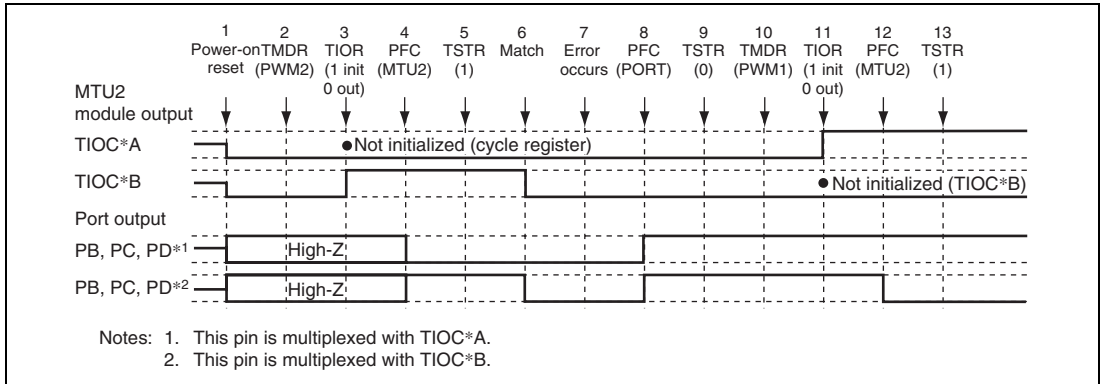 1 2 3 4 5 6 7 8 9 10 11 12 13
Power-on TMDR TIOR PFC TSTR Match Error PFC TSTR TMDR TIOR PFC TSTR
reset (PWM2) (1 init (MTU2) (1) occurs (PORT) (0) (PWM1) (1 init (MTU2) (1)
0 out) 0 out)
MTU2
module output
TIOC*A
●Not initialized (cycle register)
TIOC*B
● Not initialized (TIOC*B)
Port output
PB, PC, PD*1
High-Z
PB, PC, PD*2
High-Z
Notes: 1. This pin is multiplexed with TIOC*A.
2. This pin is multiplexed with TIOC*B.